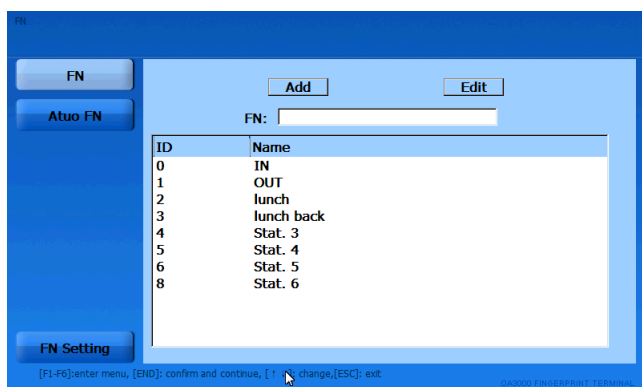 FN
FN
Add Edit
Atuo FN
FN:
ID Name
0 IN
1 OUT
2 lunch
3 lunch back
4 Stat. 3
5 Stat. 4
6 Stat. 5
8 Stat. 6
FN Setting
[F1-F6]:enter menu, [END]: confirm and continue, [ ↑ ]: change,[ESC]: exit
OA3000 FINGERPRINT TERMINAL